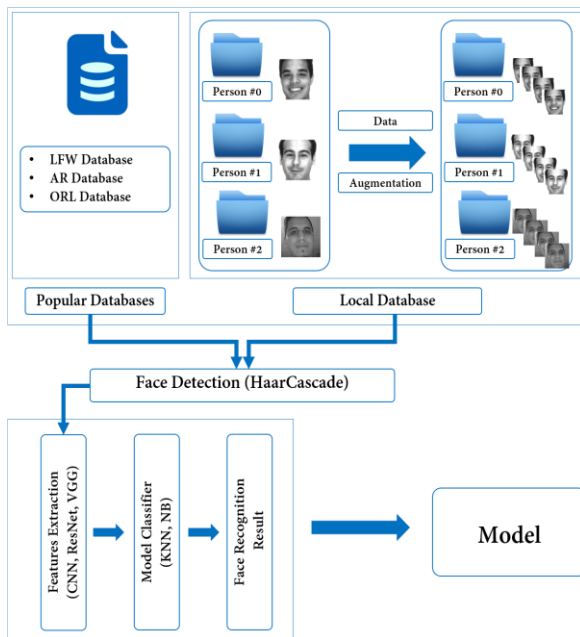 • LFW Database
• AR Database
• ORL Database
Person #0
Person #1
Person #2
Data
Augmentation
Person #0
Person #1
Person #2
Popular Databases
Local Database
Face Detection (HaarCascade)
Features Extraction
(CNN, ResNet, VGG)
Model Classifier
(KNN, NB)
Face Recognition
Result
Model